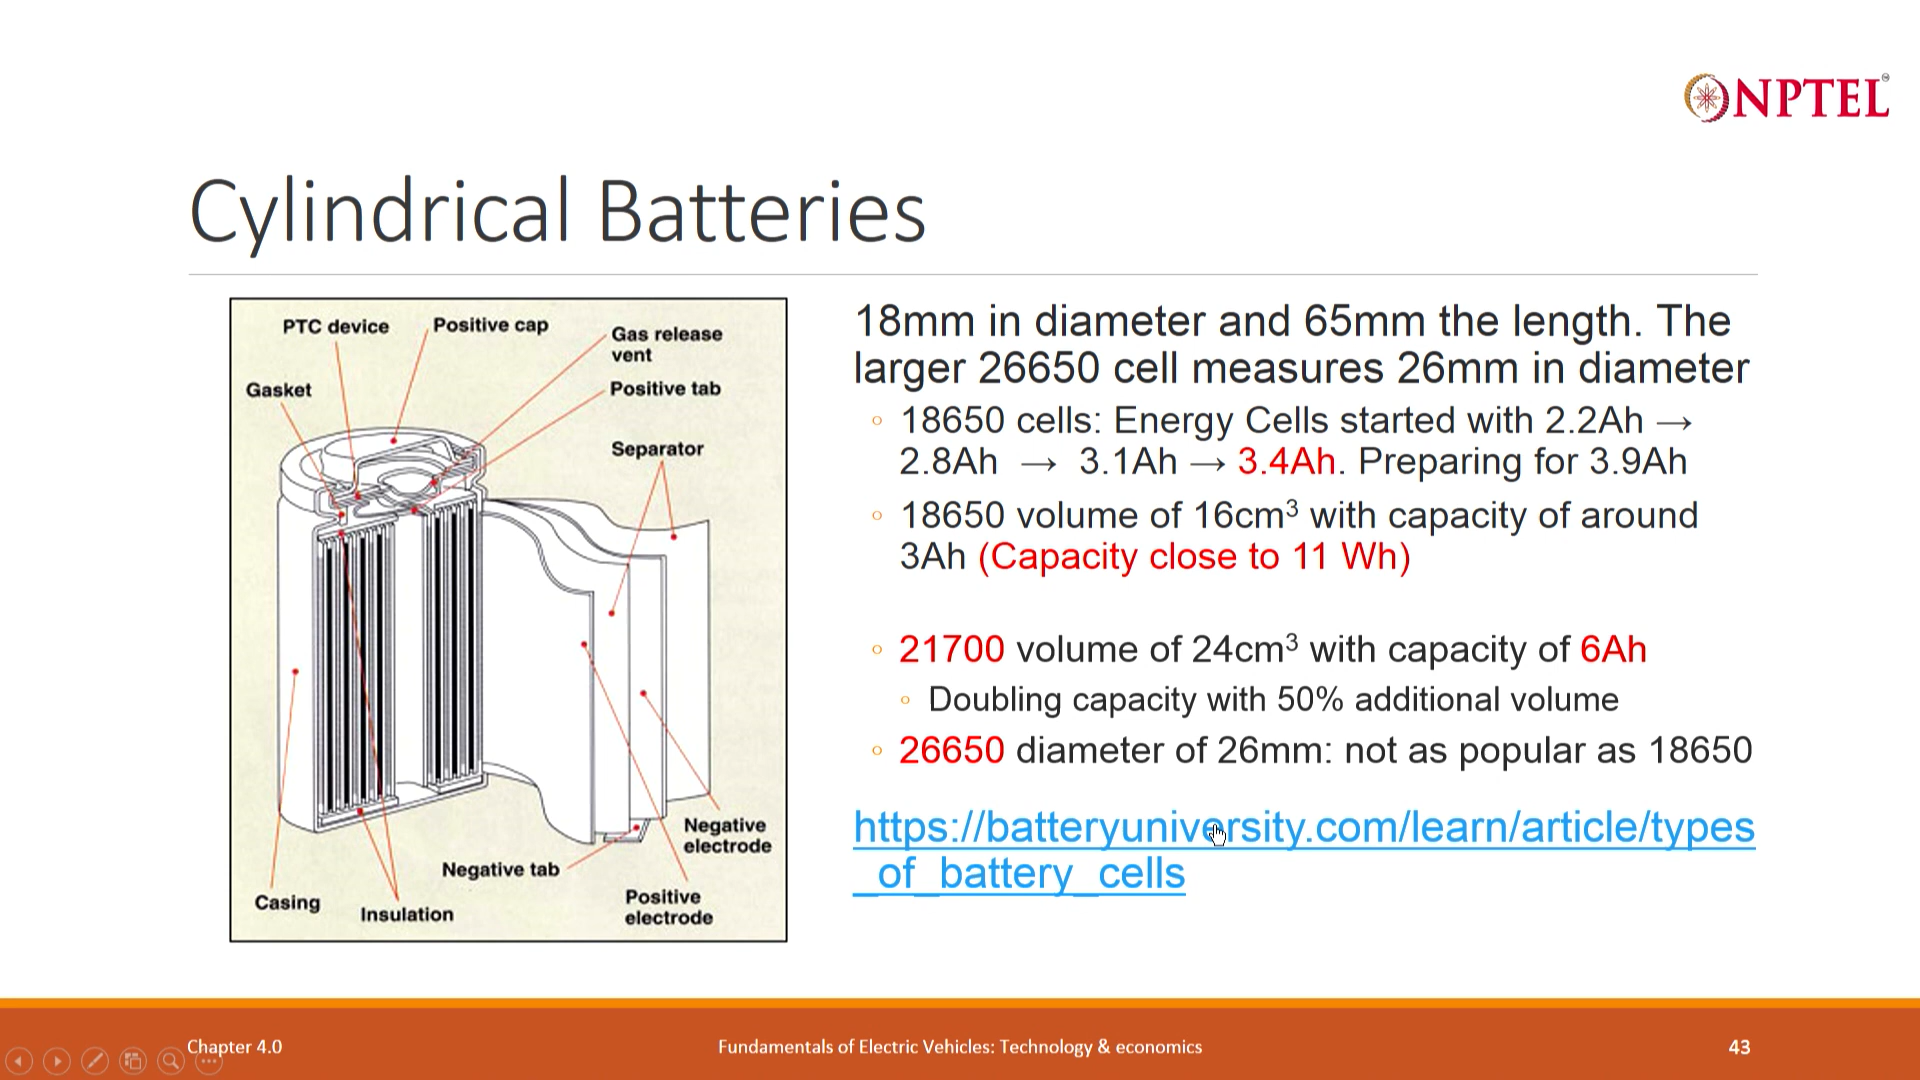 NPTEL
Cylindrical Batteries
PTC device
Positive cap
Gas release
vent
Gasket
Positive tab
Separator
Negative
electrode
Negative tab
Positive
electrode
Casing
Insulation
18mm in diameter and 65mm the length. The
larger 26650 cell measures 26mm in diameter
18650 cells: Energy Cells started with 2.2Ah →
2.8Ah → 3.1Ah → 3.4Ah. Preparing for 3.9Ah
18650 volume of 16cm³ with capacity of around
3Ah (Capacity close to 11 Wh)
21700 volume of 24cm³ with capacity of 6Ah
Doubling capacity with 50% additional volume
26650 diameter of 26mm: not as popular as 18650
https://batteryuniversity.com/learn/article/types
_of_battery_cells
Chapter 4.0
Fundamentals of Electric Vehicles: Technology & economics
43